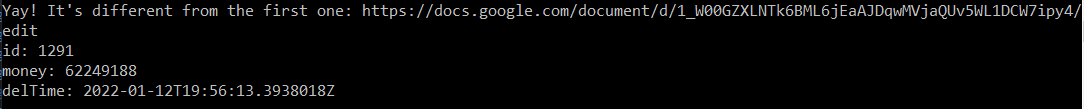 Yay! It's different from the first one: https://docs.google.com/document/d/1_W00GZXLNTk6BML6jEaAJDqwMVjaQUv5WL1DCW7ipy4/
edit
id: 1291
money: 62249188
delTime: 2022-01-12T19:56:13.3938018Z